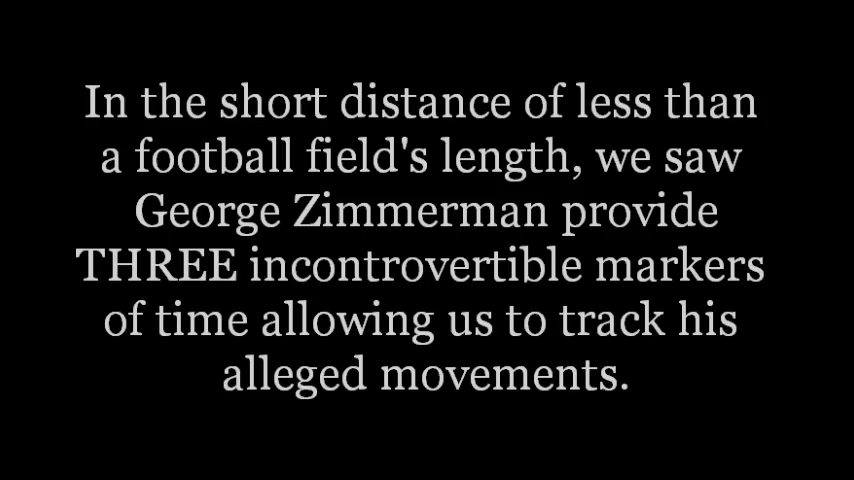 In the short distance of less than
a football field's length, we saw
George Zimmerman provide
THREE incontrovertible markers
of time allowing us to track his
alleged movements.